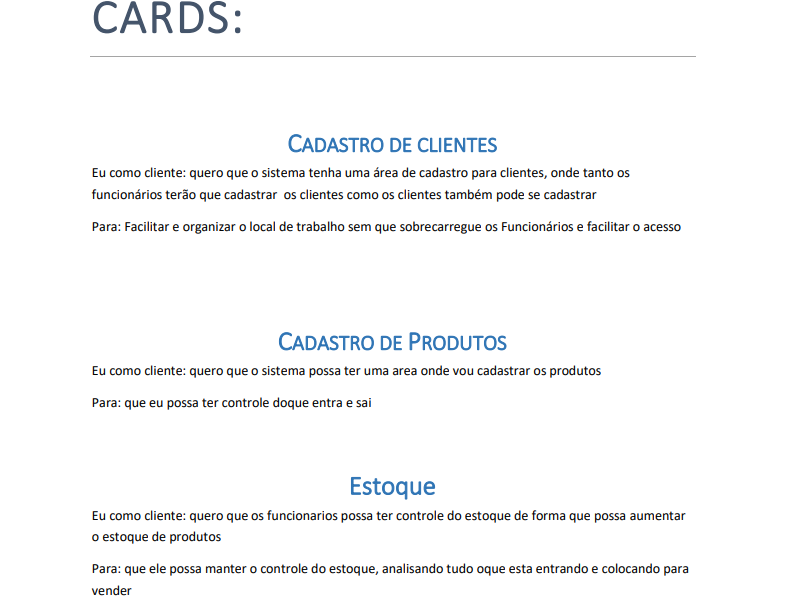 CARDS:
CADASTRO DE CLIENTES
Eu como cliente: quero que o sistema tenha uma área de cadastro para clientes, onde tanto os
funcionários terão que cadastrar  os clientes como os clientes também pode se cadastrar
Para: Facilitar e organizar o local de trabalho sem que sobrecarregue os Funcionários e facilitar o acesso
CADASTRO DE PRODUTOS
Eu como cliente: quero que o sistema possa ter uma area onde vou cadastrar os produtos
Para: que eu possa ter controle doque entra e sai
Estoque
Eu como cliente: quero que os funcionarios possa ter controle do estoque de forma que possa aumentar
o estoque de produtos
Para: que ele possa manter o controle do estoque, analisando tudo oque esta entrando e colocando para
vender